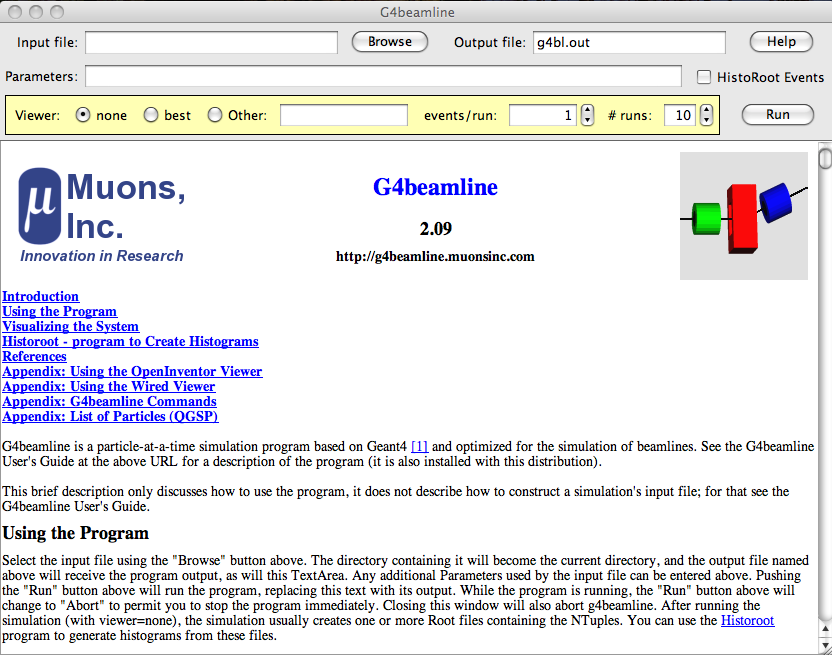 G4beamline
Input file: Browse Output file: g4bl.out Help
Parameters: HistoRoot Events
Viewer: none best Other: events/run: 1 # runs: 10 Run
μ Muons,
Inc.
Innovation in Research
G4beamline
2.09
http://g4beamline.muonsinc.com
Introduction
Using the Program
Visualizing the System
Historoot - program to Create Histograms
References
Appendix: Using the OpenInventor Viewer
Appendix: Using the Wired Viewer
Appendix: G4beamline Commands
Appendix: List of Particles (QGSP)
G4beamline is a particle-at-a-time simulation program based on Geant4 [1] and optimized for the simulation of beamlines. See the G4beamline
User's Guide at the above URL for a description of the program (it is also installed with this distribution).
This brief description only discusses how to use the program, it does not describe how to construct a simulation's input file; for that see the
G4beamline User's Guide.
Using the Program
Select the input file using the "Browse" button above. The directory containing it will become the current directory, and the output file named
above will receive the program output, as will this TextArea. Any additional Parameters used by the input file can be entered above. Pushing
the "Run" button above will run the program, replacing this text with its output. While the program is running, the "Run" button above will
change to "Abort" to permit you to stop the program immediately. Closing this window will also abort g4beamline. After running the
simulation (with viewer=none), the simulation usually creates one or more Root files containing the NTuples. You can use the Historoot
program to generate histograms from these files.